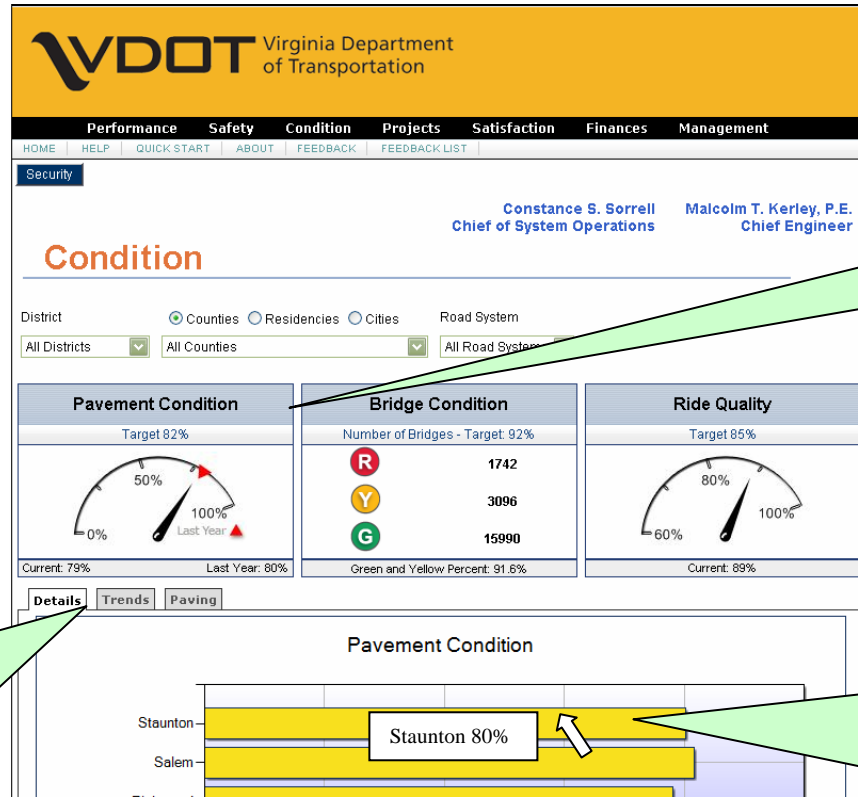 VDOT Virginia Department
of Transportation
Performance Safety Condition Projects Satisfaction Finances Management
HOME HELP QUICK START ABOUT FEEDBACK FEEDBACK LIST
Security
Constance S. Sorrell Malcolm T. Kerley, P.E.
Chief of System Operations Chief Engineer
Condition
District Counties Residencies Cities Road System
All Districts All Counties All Road System
Pavement Condition Bridge Condition Ride Quality
Target 82% Number of Bridges - Target: 92% Target 85%
R 1742
50% 80%
Y 3096
100% 100%
0% Last Year G 15990 60%
Current: 79% Last Year: 80% Green and Yellow Percent: 91.6% Current: 89%
Details Trends Paving
Pavement Condition
Staunton
Staunton 80%
Salem